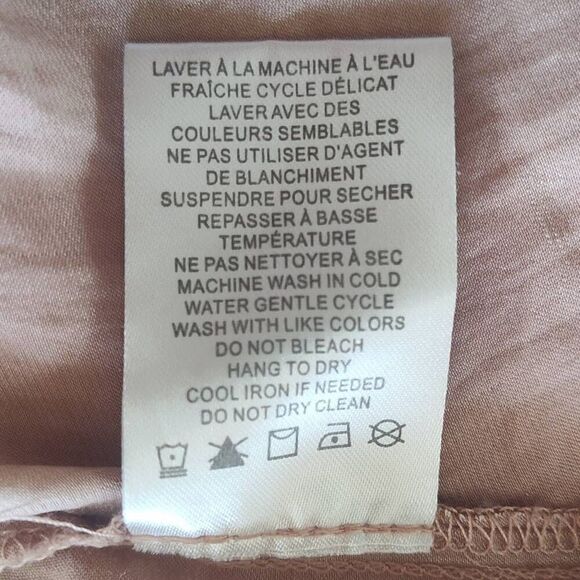 LAVER À LA MACHINE À L'EAU
FRAÎCHE CYCLE DÉLICAT
LAVER AVEC DES
COULEURS SEMBLABLES
NE PAS UTILISER D'AGENT
DE BLANCHIMENT
SUSPENDRE POUR SECHER
REPASSER À BASSE
TEMPÉRATURE
NE PAS NETTOYER À SEC
MACHINE WASH IN COLD
WATER GENTLE CYCLE
WASH WITH LIKE COLORS
DO NOT BLEACH
HANG TO DRY
COOL IRON IF NEEDED
DO NOT DRY CLEAN